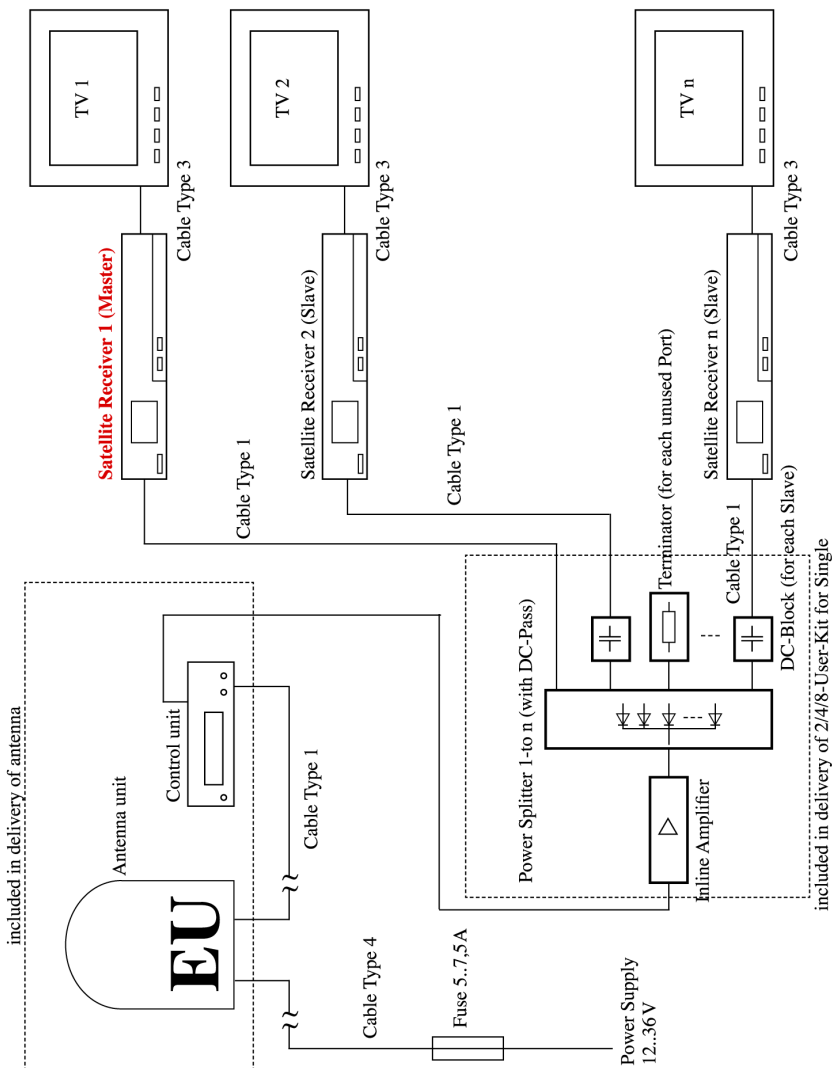 included in delivery of antenna
Antenna unit
EU
Control unit
Cable Type 1
Cable Type 4
Fuse 5..7,5A
Power Supply
12..36V
Satellite Receiver 1 (Master)
Cable Type 3
TV 1
Cable Type 1
Satellite Receiver 2 (Slave)
Cable Type 3
TV 2
Cable Type 1
Power Splitter 1-to n (with DC-Pass)
Inline Amplifier
Terminator (for each unused Port)
Satellite Receiver n (Slave)
Cable Type 3
TV n
Cable Type 1
DC-Block (for each Slave)
included in delivery of 2/4/8-User-Kit for Single